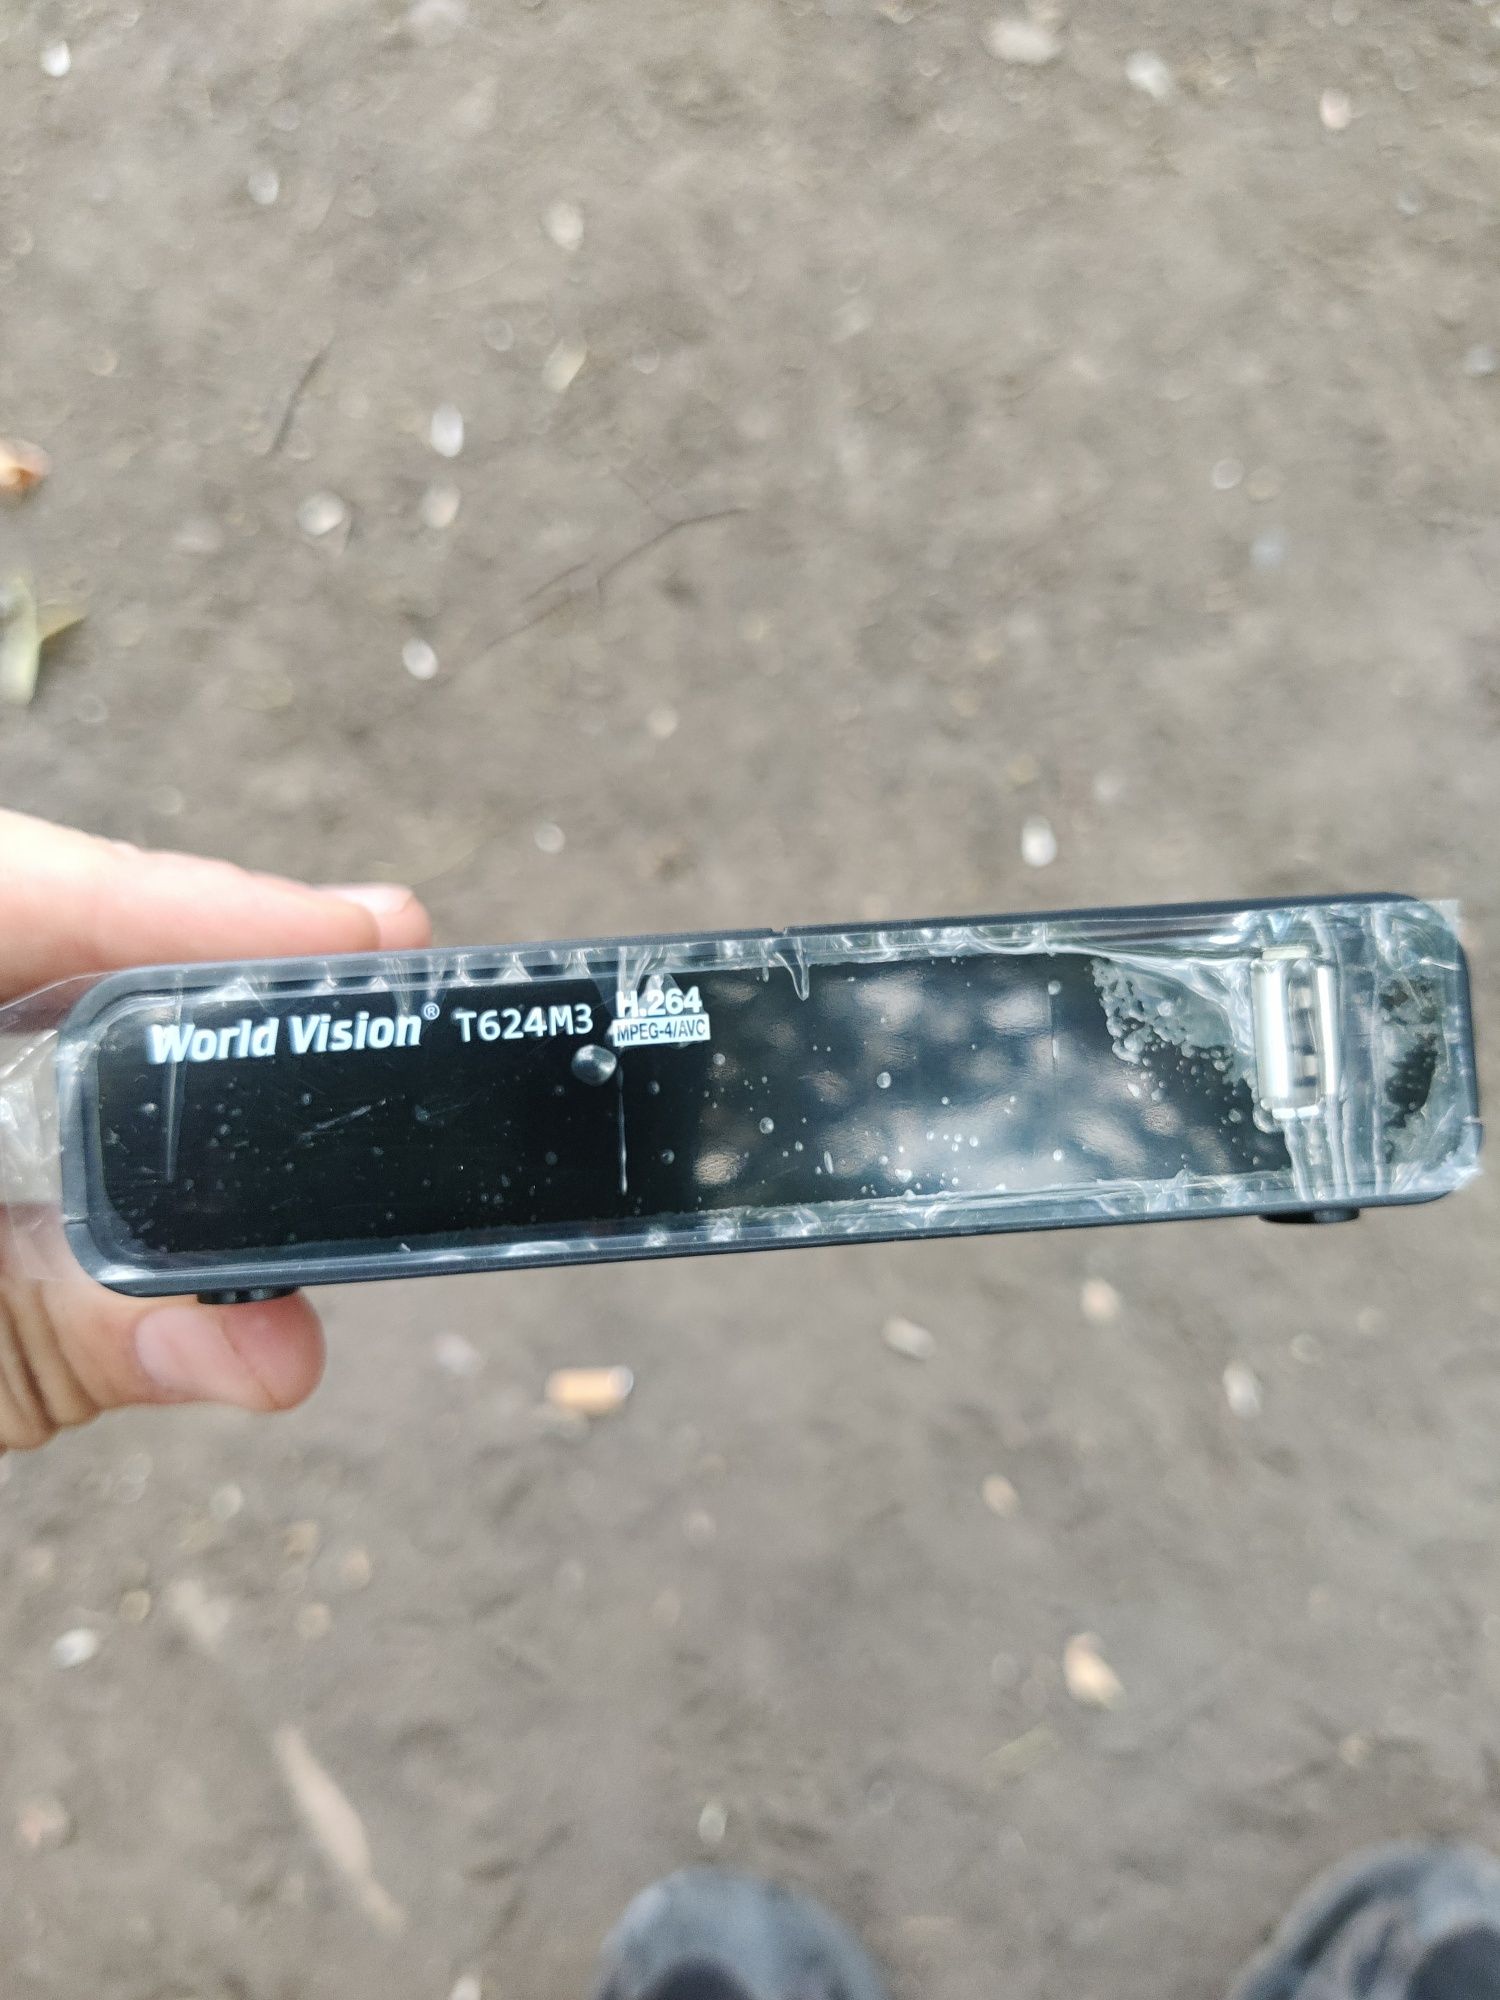 World Vision® T624M3
H.264
MPEG-4/AVC